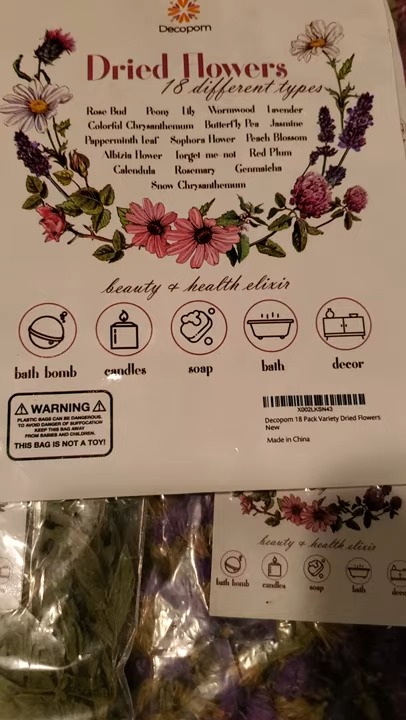 Decopom
Dried Flowers
18 different types
Rose Bud Peony Lily Wormwood Lavender
Colorful Chrysanthemum Butterfly Pea Jasmine
Pappermint Leaf Sophora Flower Peach Blossom
Albizia Flower Forget me not Red Plum
Calendula Rosemary Genmaicha
Snow Chrysanthemum
beauty & health elixir
bath bomb candles soap bath decor
WARNING
PLASTIC BAGS CAN BE DANGEROUS.
TO AVOID DANGER OF SUFFOCATION
KEEP THIS BAG AWAY
FROM BABIES AND CHILDREN.
THIS BAG IS NOT A TOY!
X002LKSN43
Decopom 18 Pack Variety Dried Flowers
New
Made in China
beauty & health elixir
bath bomb candles soap bath decor